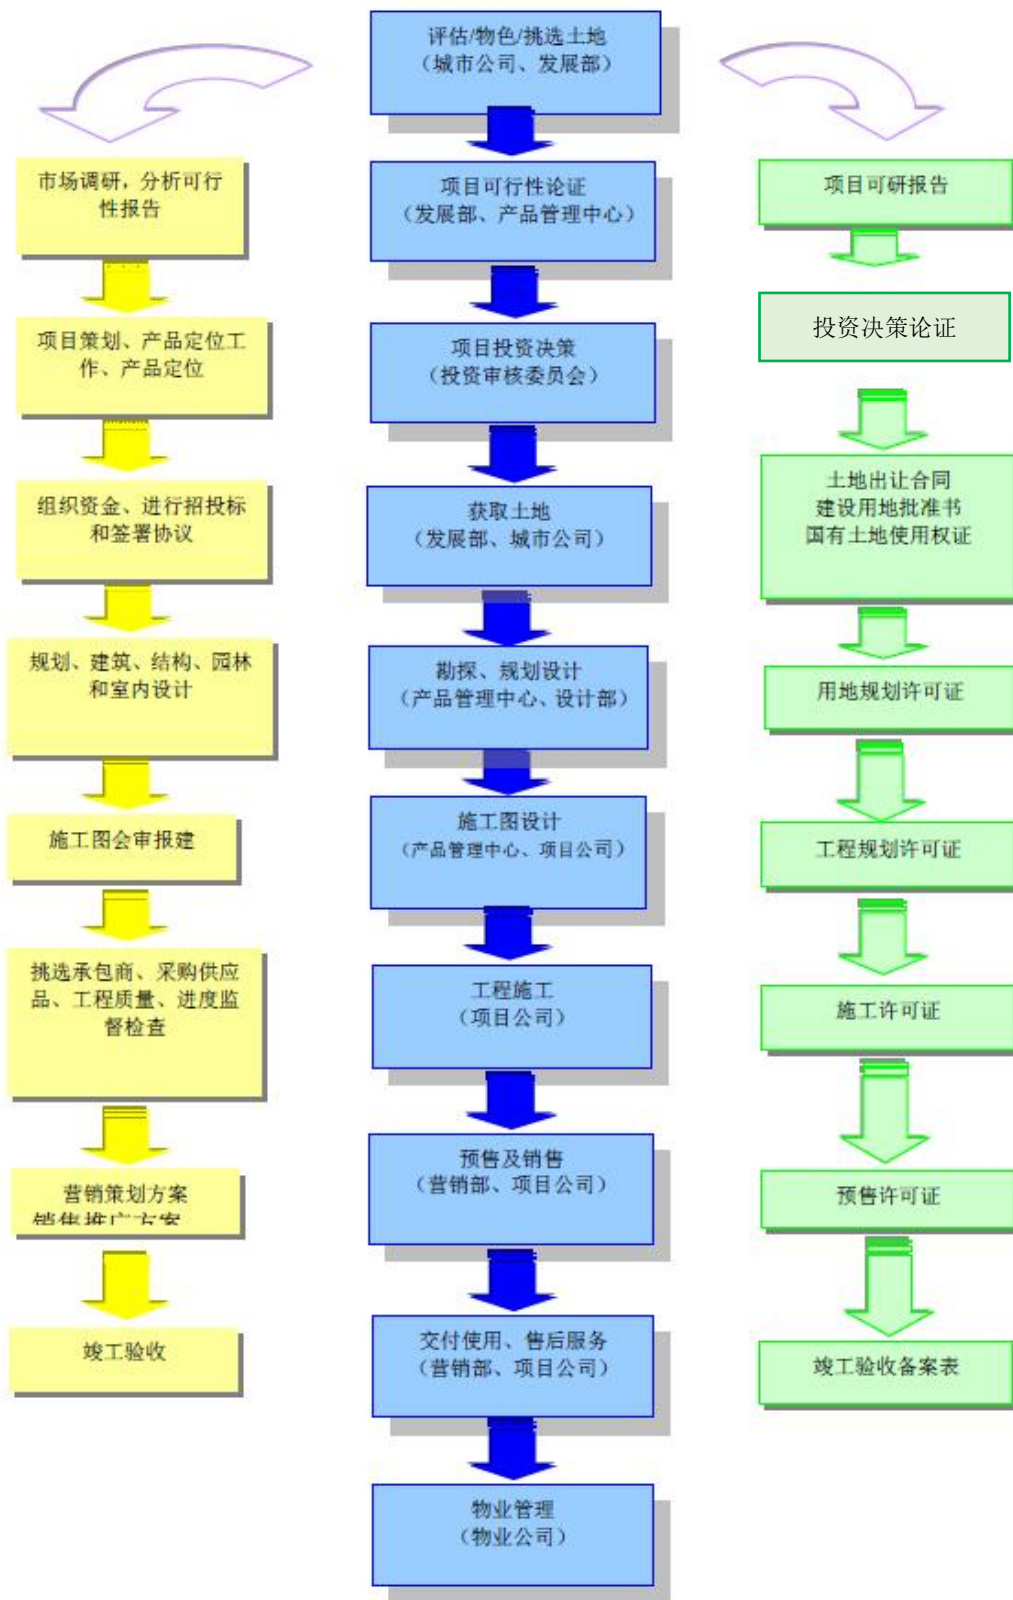 评估/物色/挑选土地
（城市公司、发展部）
市场调研，分析可行
性报告
项目可行性论证
（发展部、产品管理中心）
项目可研报告
项目策划、产品定位工
作、产品定位
项目投资决策
（投资审核委员会）
投资决策论证
组织资金、进行招投标
和签署协议
获取土地
（发展部、城市公司）
土地出让合同
建设用地批准书
国有土地使用权证
规划、建筑、结构、园林
和室内设计
勘探、规划设计
（产品管理中心、设计部）
用地规划许可证
施工图会审报建
施工图设计
（产品管理中心、项目公司）
工程规划许可证
挑选承包商、采购供应
品、工程质量、进度监
督检查
工程施工
（项目公司）
施工许可证
营销策划方案
销售推广方案
预售及销售
（营销部、项目公司）
预售许可证
竣工验收
交付使用、售后服务
（营销部、项目公司）
竣工验收备案表
物业管理
（物业公司）